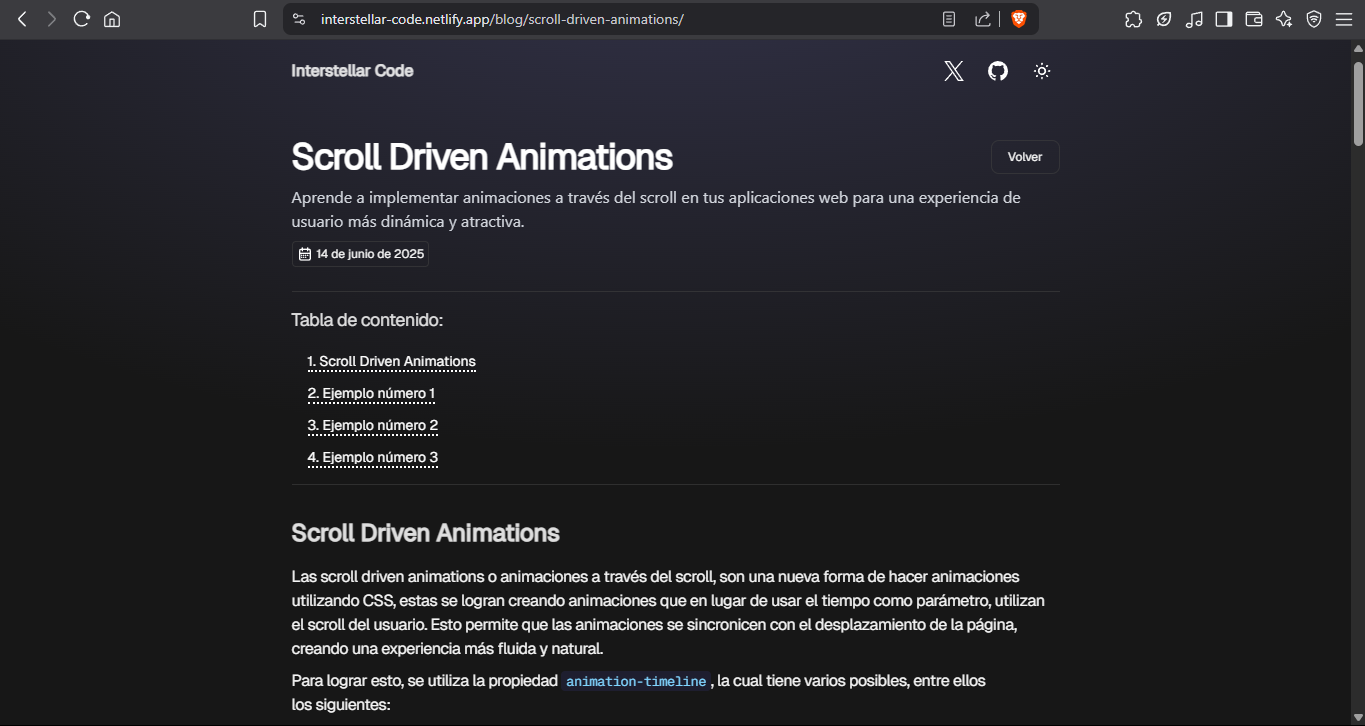 interstellar-code.netlify.app/blog/scroll-driven-animations/
Interstellar Code
Scroll Driven Animations
Volver
Aprende a implementar animaciones a través del scroll en tus aplicaciones web para una experiencia de
usuario más dinámica y atractiva.
14 de junio de 2025
Tabla de contenido:
1. Scroll Driven Animations
2. Ejemplo número 1
3. Ejemplo número 2
4. Ejemplo número 3
Scroll Driven Animations
Las scroll driven animations o animaciones a través del scroll, son una nueva forma de hacer animaciones
utilizando CSS, estas se logran creando animaciones que en lugar de usar el tiempo como parámetro, utilizan
el scroll del usuario. Esto permite que las animaciones se sincronicen con el desplazamiento de la página,
creando una experiencia más fluida y natural.
Para lograr esto, se utiliza la propiedad animation-timeline, la cual tiene varios posibles, entre ellos
los siguientes: